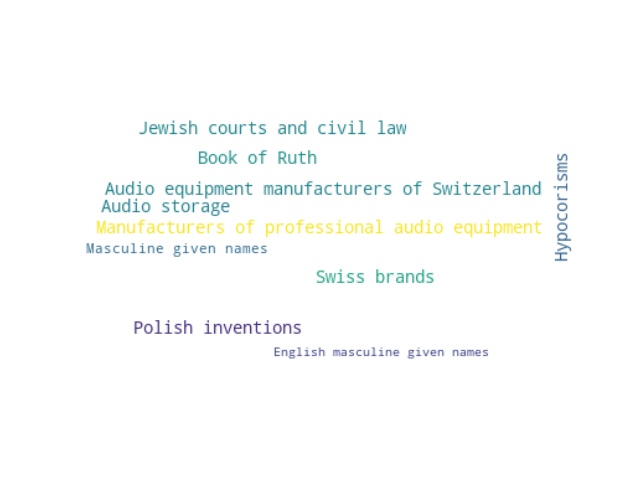 Jewish courts and civil law
Book of Ruth
Audio equipment manufacturers of Switzerland
Audio storage
Manufacturers of professional audio equipment
Masculine given names
Swiss brands
Polish inventions
English masculine given names
Hypocorisms